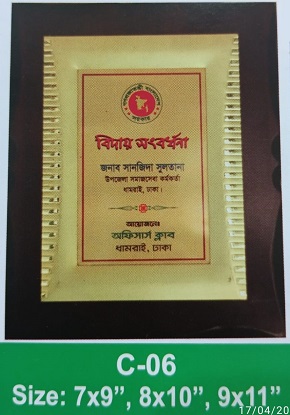 বিদায় সংবর্ধনা
জনাব সানজিদা সুলতানা
উপজেলা সমাজসেবা কর্মকর্তা
ধামরাই, ঢাকা।
আয়োজনেঃ
অফিসার্স ক্লাব
ধামরাই, ঢাকা
C-06
Size: 7x9”, 8x10”, 9x11”
17/04/20